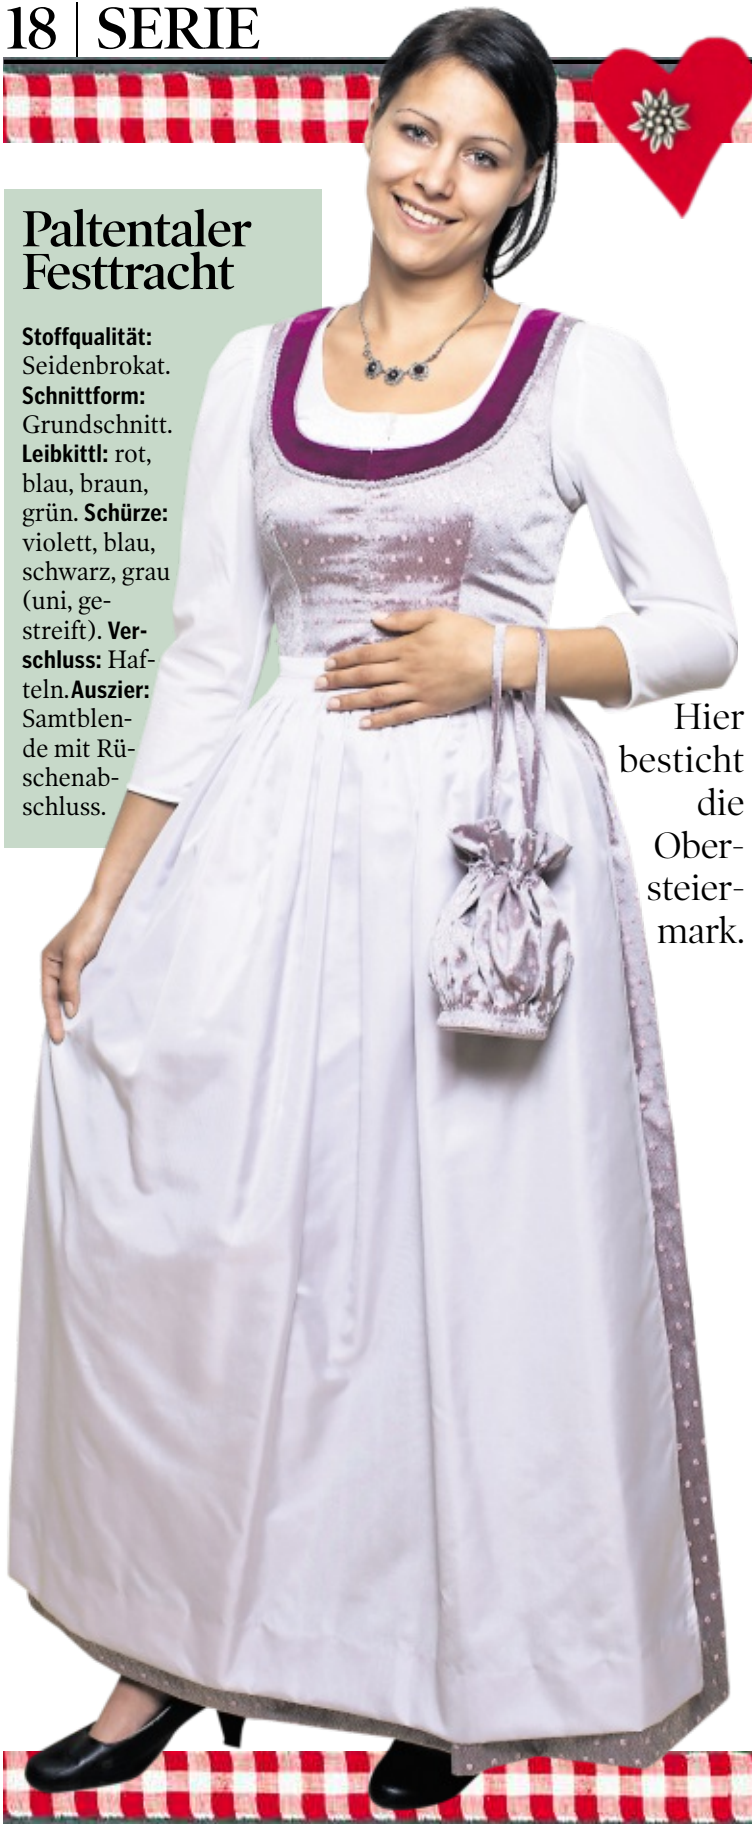 18 | SERIE
Paltentaler
Festtracht
Stoffqualität:
Seidenbrokat.
Schnittform:
Grundschnitt.
Leibkittl: rot,
blau, braun,
grün. Schürze:
violett, blau,
schwarz, grau
(uni, ge-
streift). Ver-
schluss: Haf-
teln. Auszier:
Samtblen-
de mit Rü-
schenab-
schluss.
Hier
besticht
die
Ober-
steier-
mark.